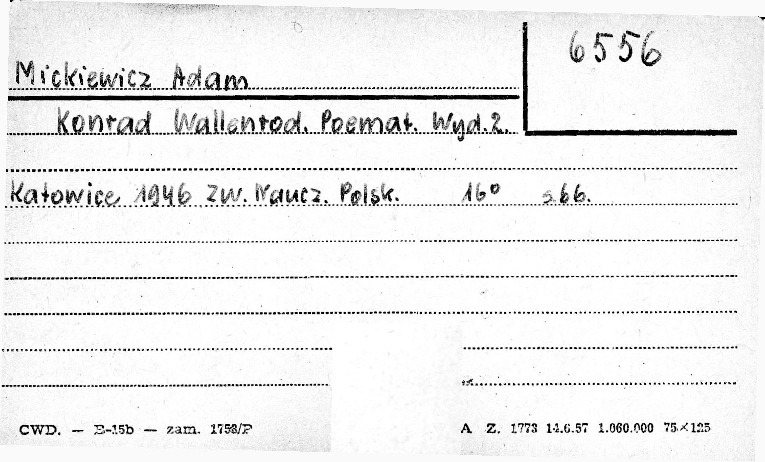 6556
Mickiewicz Adam
Konrad Wallenrod. Poemat. Wyd.2.
Katowice 1946 Zw. Naucz. Polsk. 16° s 66.
CWD. — E-15b — zam. 1758/P
A Z. 1773 14.6.57 1.060.000 75×125